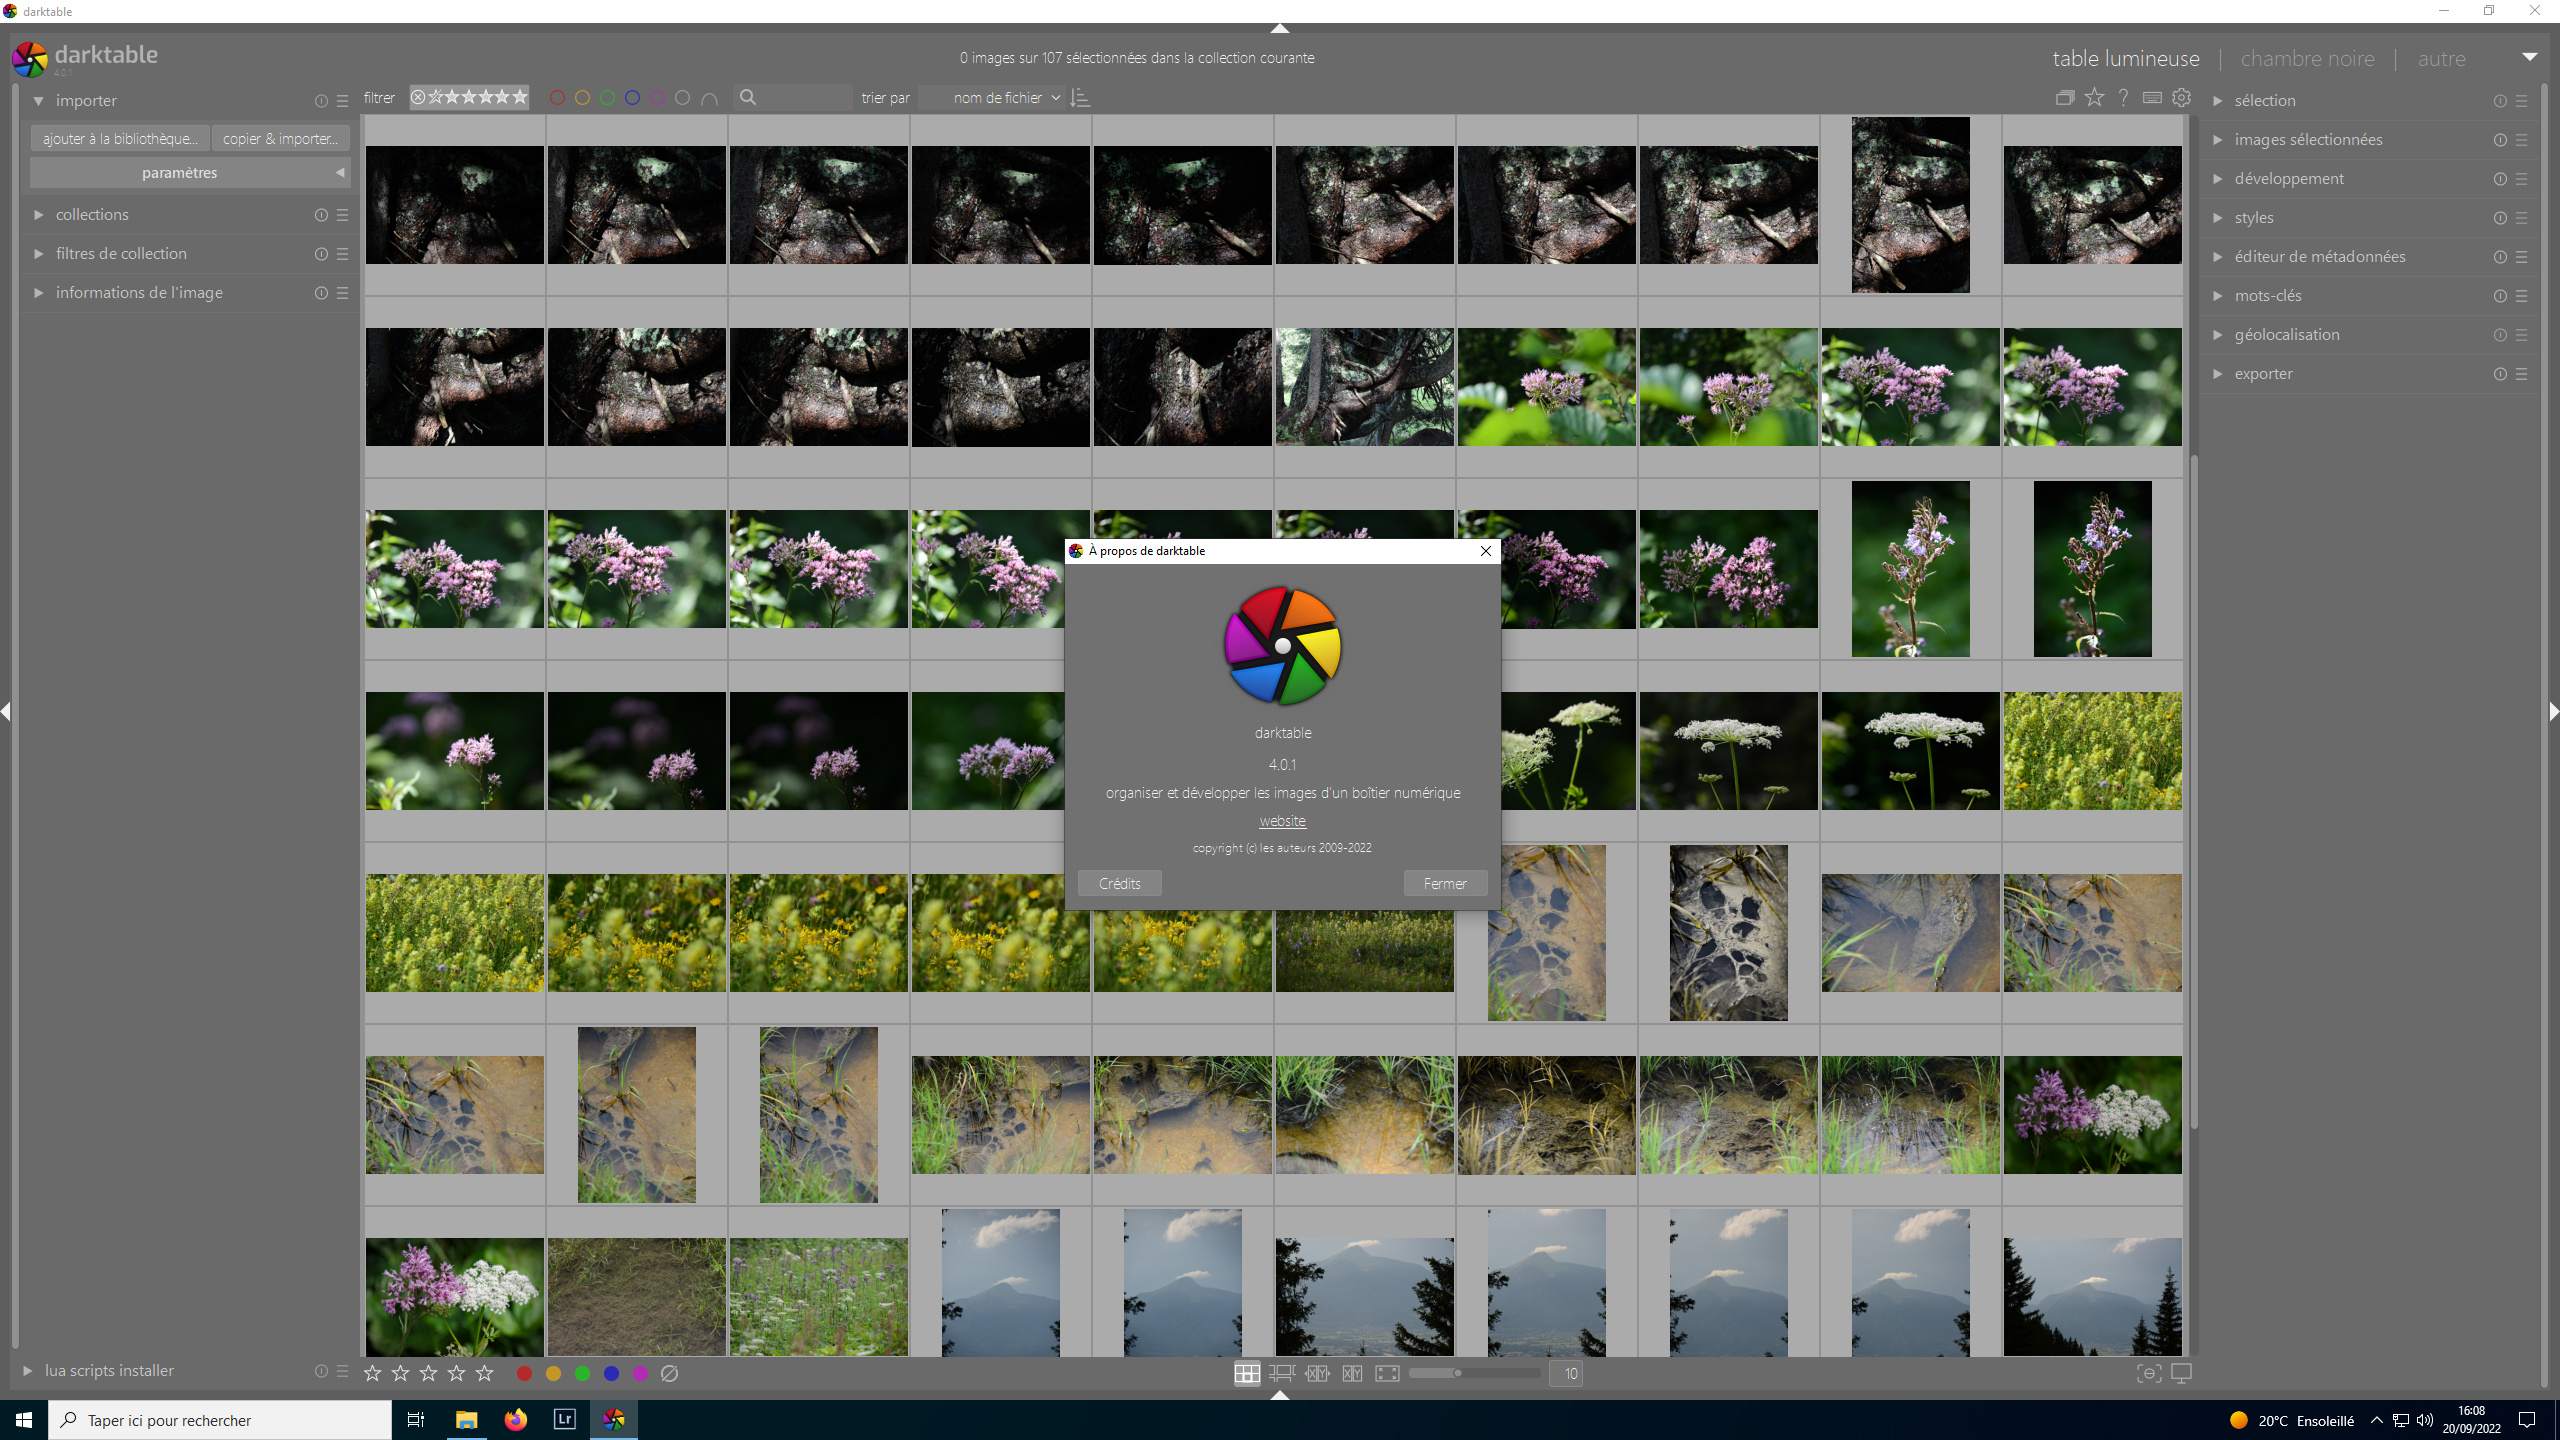 darktable
darktable
4.0.1
0 images sur 107 sélectionnées dans la collection courante
table lumineuse | chambre noire | autre
importer
filtrer
trier par
nom de fichier
sélection
ajouter à la bibliothèque...
copier & importer...
images sélectionnées
paramètres
développement
collections
styles
filtres de collection
éditeur de métadonnées
informations de l'image
mots-clés
géolocalisation
exporter
À propos de darktable
darktable
4.0.1
organiser et développer les images d'un boîtier numérique
website
copyright (c) les auteurs 2009-2022
Crédits
Fermer
lua scripts installer
10
Taper ici pour rechercher
Lr
20°C Ensoleillé
16:08
20/09/2022